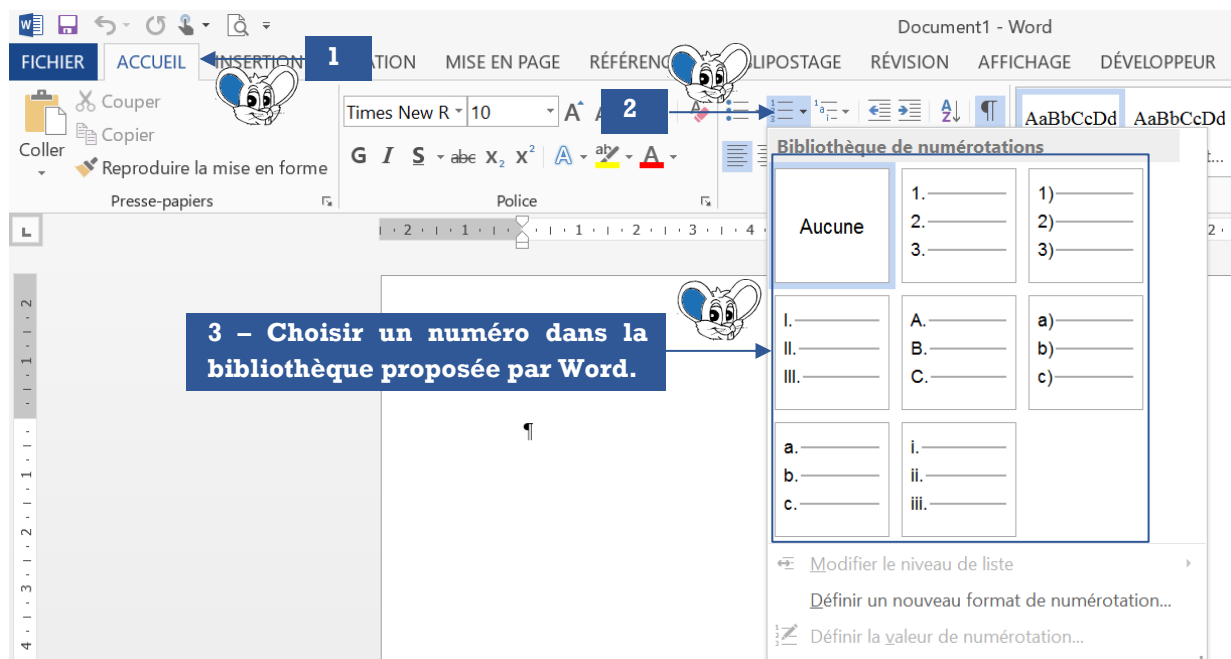 Document1 - Word
FICHIER ACCUEIL INSERTION 1 ATION MISE EN PAGE RÉFÉRENC LIPOSTAGE RÉVISION AFFICHAGE DÉVELOPPEUR
Couper
Copier
Coller
Reproduire la mise en forme
Presse-papiers
Times New R 10
2
G I S abc X₂ X²
Police
AaBbCcDd AaBbCcDd
Bibliothèque de numérotations
Aucune
1.
2.
3.
1)
2)
3)
I.
II.
III.
A.
B.
C.
a)
b)
c)
a.
b.
c.
i.
ii.
iii.
3 – Choisir un numéro dans la
bibliothèque proposée par Word.
¶
Modifier le niveau de liste
Définir un nouveau format de numérotation...
Définir la valeur de numérotation...